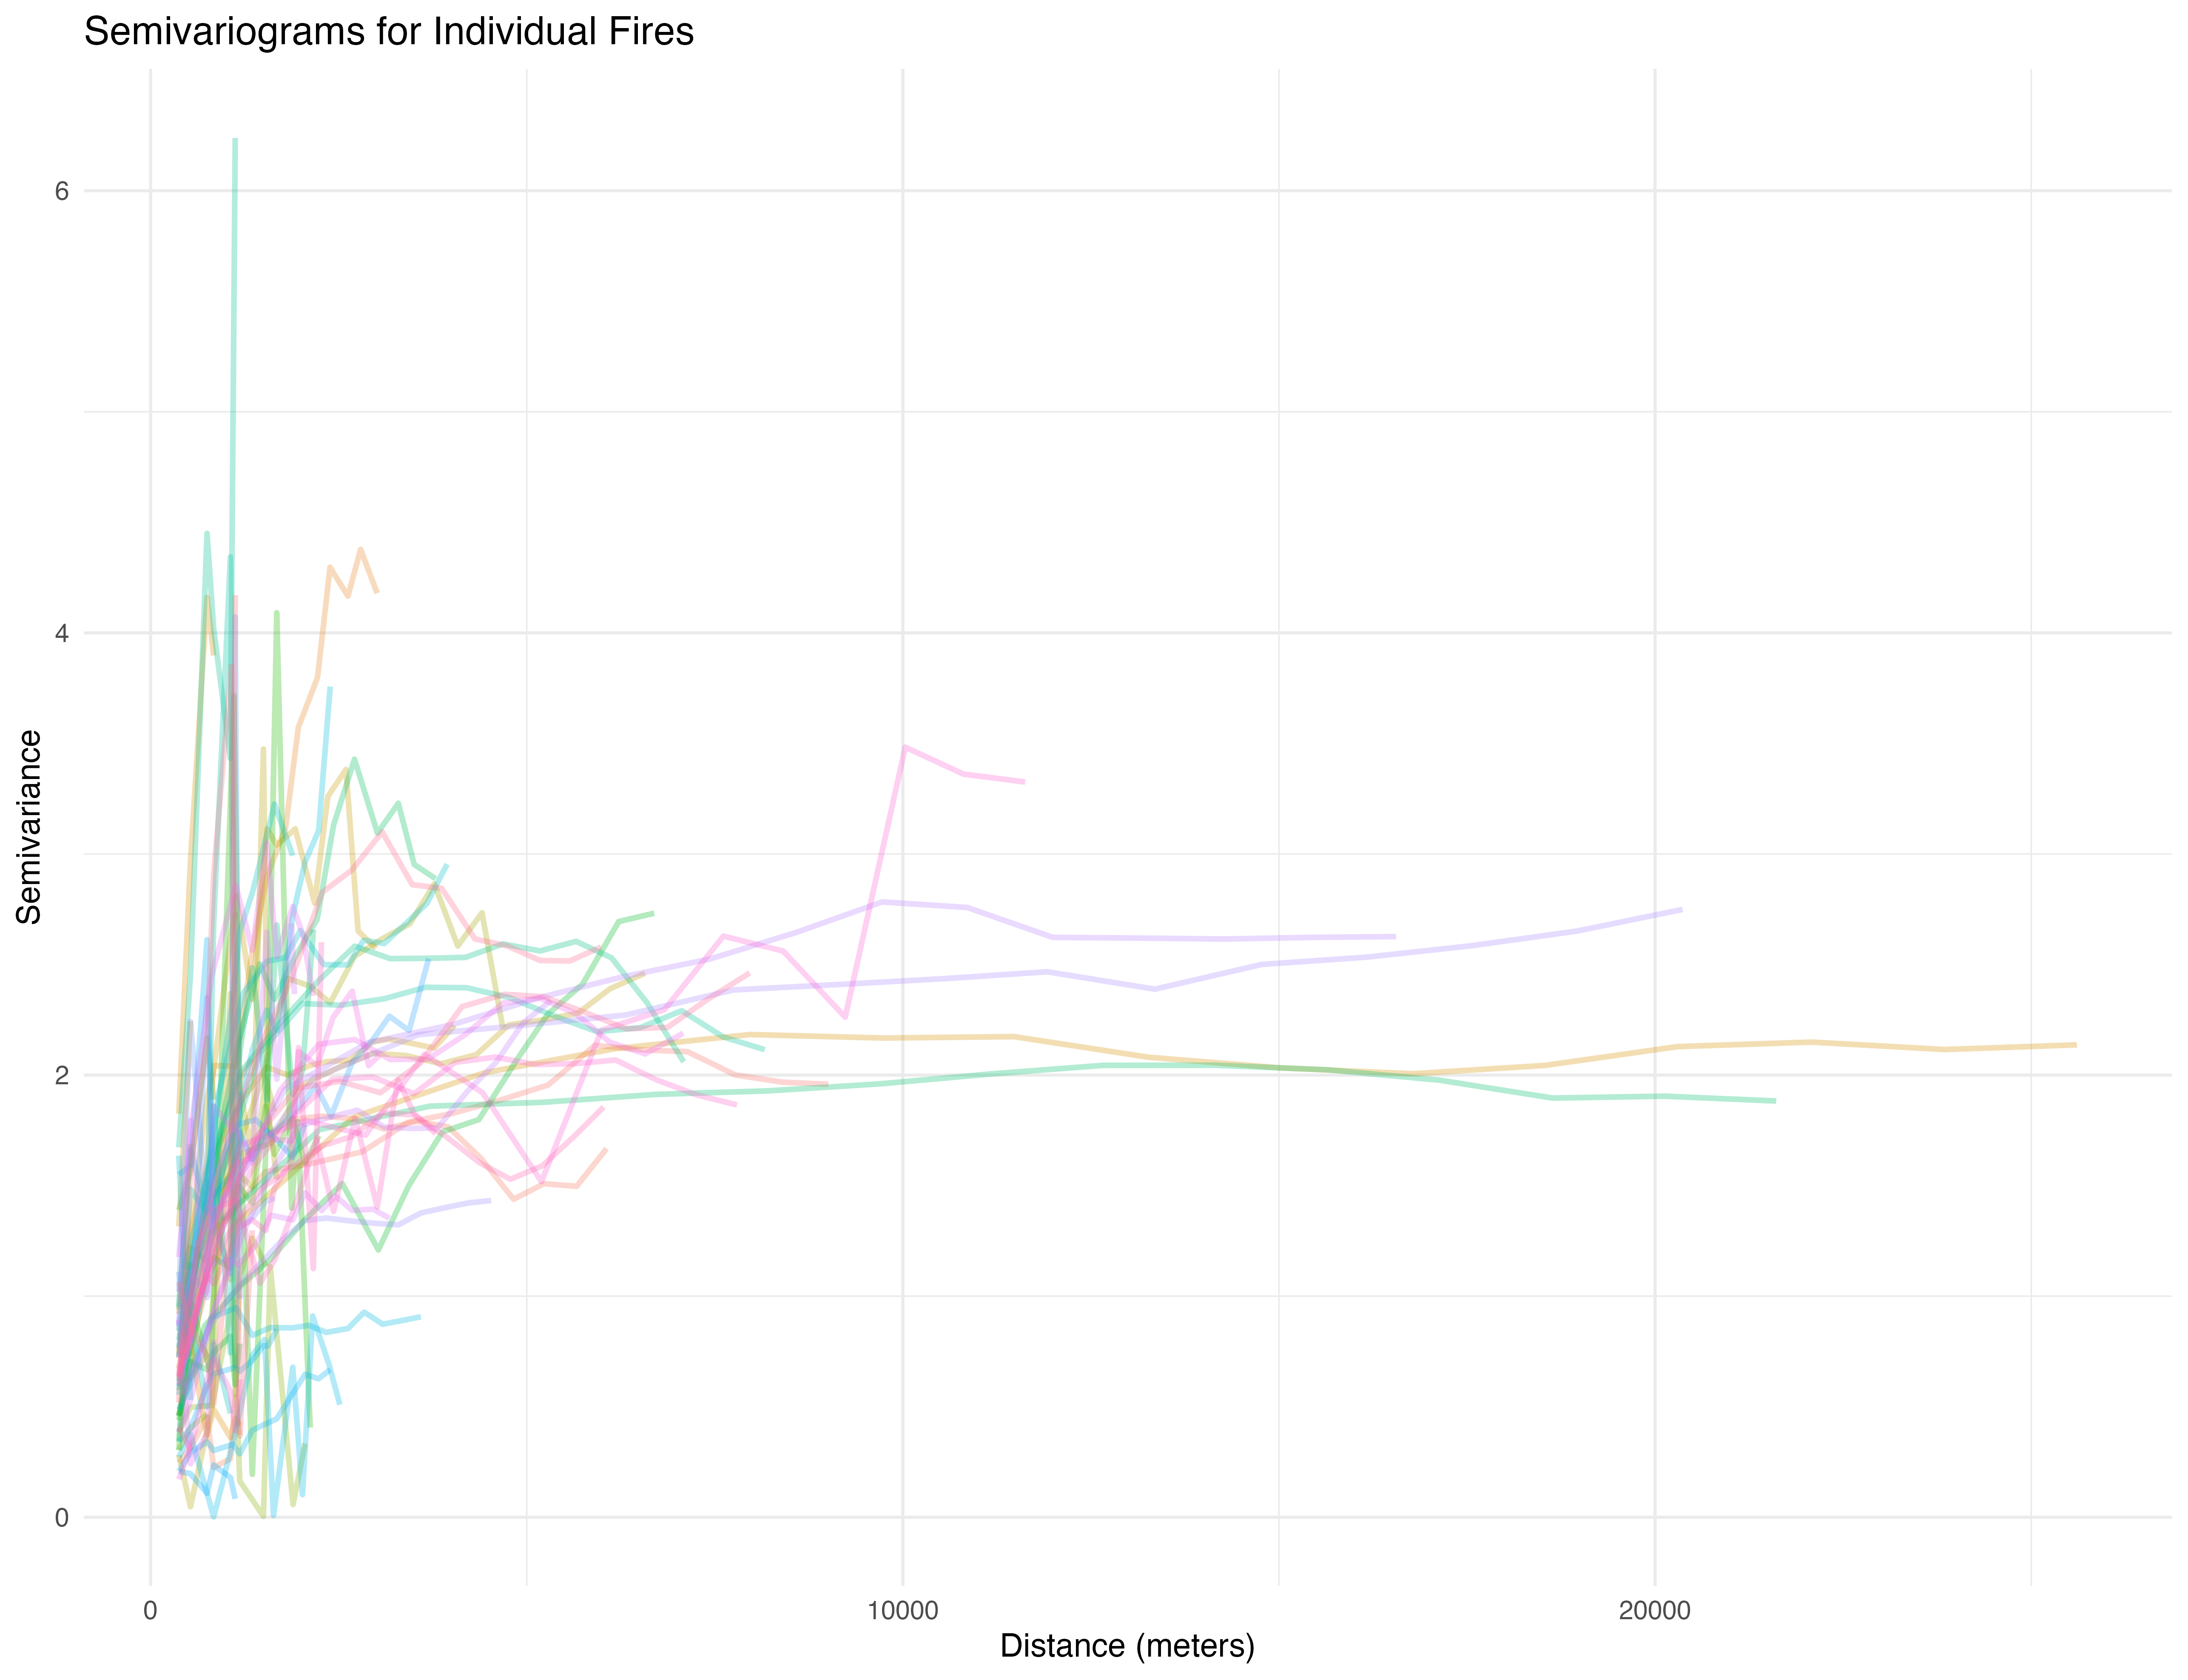 Semivariograms for Individual Fires
6
4
2
0
Semivariance
0 10000 20000
Distance (meters)